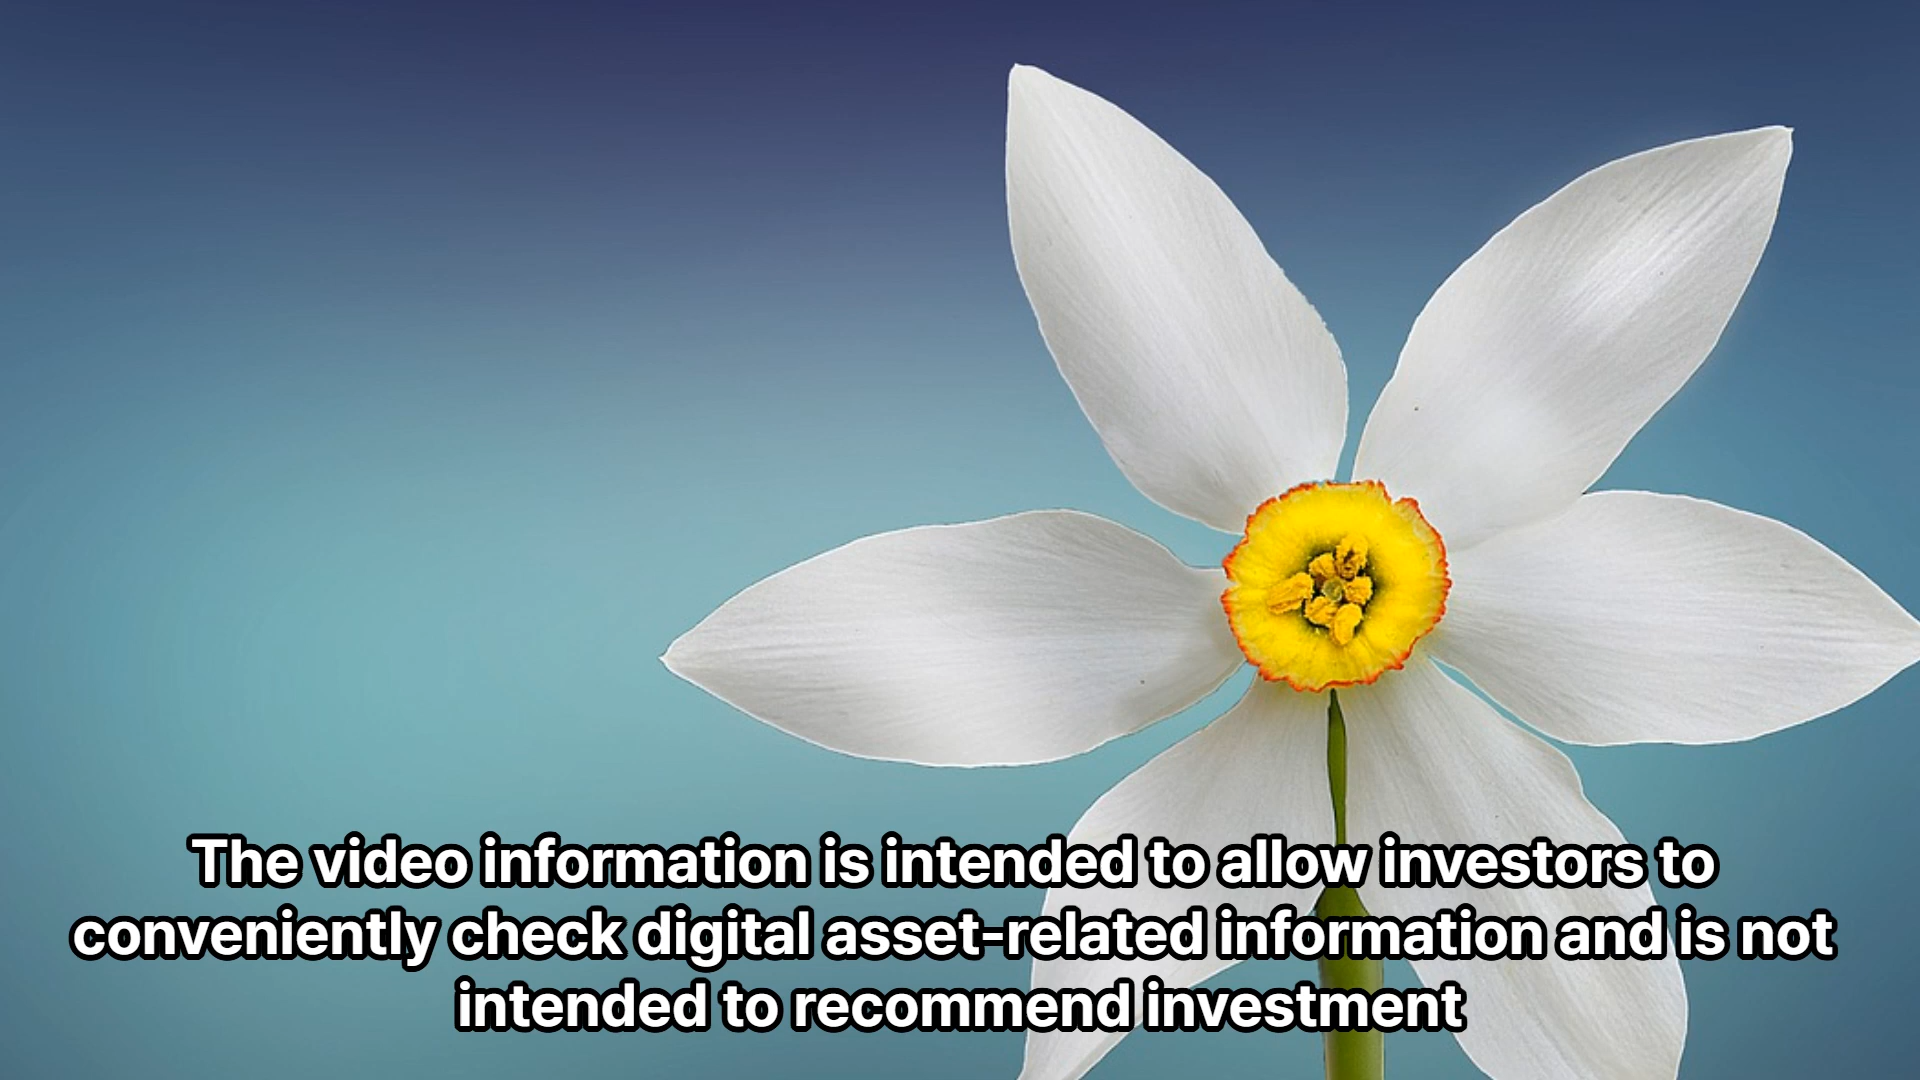 The video information is intended to allow investors to
conveniently check digital asset-related information and is not
intended to recommend investment